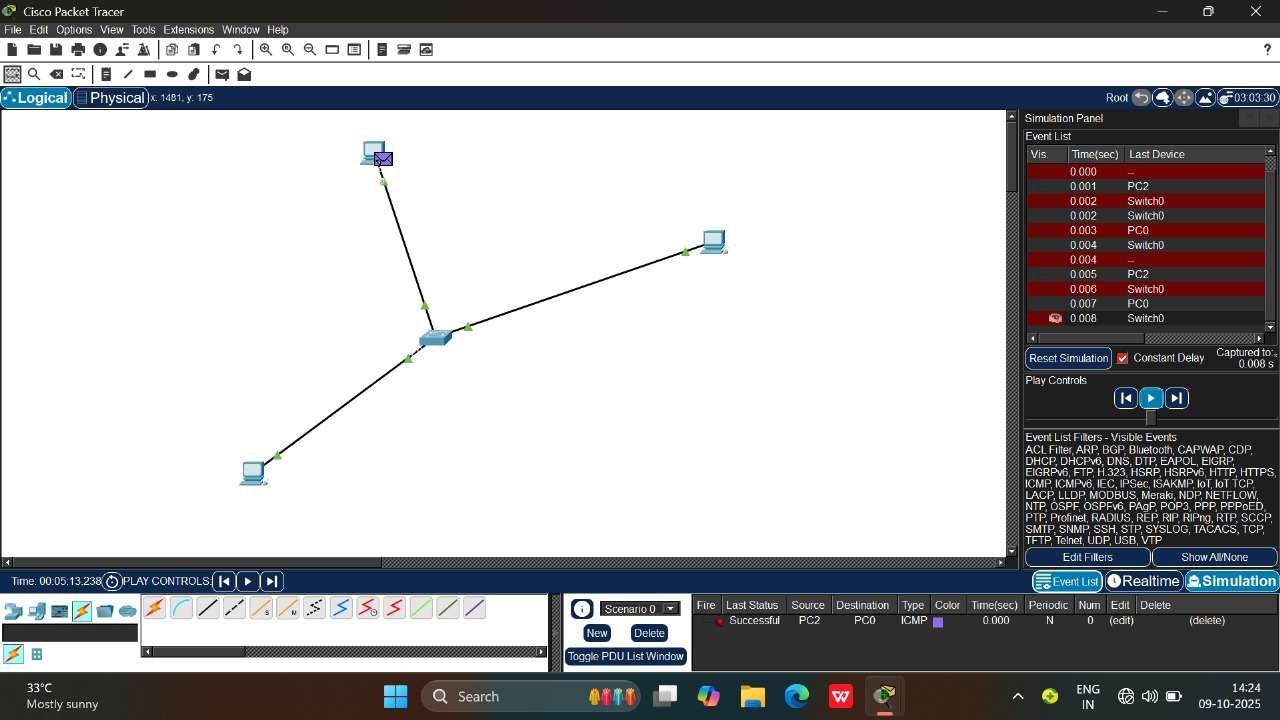 Cisco Packet Tracer
File Edit Options View Tools Extensions Window Help
?
Logical Physical x: 1481, y: 175 Root 03:03:30
Simulation Panel
Event List
Vis. Time(sec) Last Device
0.000 --
0.001 PC2
0.002 Switch0
0.002 Switch0
0.003 PC0
0.004 Switch0
0.004 --
0.005 PC2
0.006 Switch0
0.007 PC0
0.008 Switch0
Reset Simulation Constant Delay Captured to:
0.008 s
Play Controls
Event List Filters - Visible Events
ACL Filter, ARP, BGP, Bluetooth, CAPWAP, CDP,
DHCP, DHCPv6, DNS, DTP, EAPOL, EIGRP,
EIGRPv6, FTP, H.323, HSRP, HSRPv6, HTTP, HTTPS,
ICMP, ICMPv6, IEC, IPSec, ISAKMP, IoT, IoT TCP,
LACP, LLDP, MODBUS, Meraki, NDP, NETFLOW,
NTP, OSPF, OSPFv6, PAgP, POP3, PPP, PPPoED,
PTP, Profinet, RADIUS, REP, RIP, RIPng, RTP, SCCP,
SMTP, SNMP, SSH, STP, SYSLOG, TACACS, TCP,
TFTP, Telnet, UDP, USB, VTP
Edit Filters Show All/None
Time: 00:05:13.238 PLAY CONTROLS: Event List Realtime Simulation
Scenario 0
New Delete
Toggle PDU List Window
Fire Last Status Source Destination Type Color Time(sec) Periodic Num Edit Delete
Successful PC2 PC0 ICMP 0.000 N 0 (edit) (delete)
33°C
Mostly sunny
Search
ENG
IN
14:24
09-10-2025